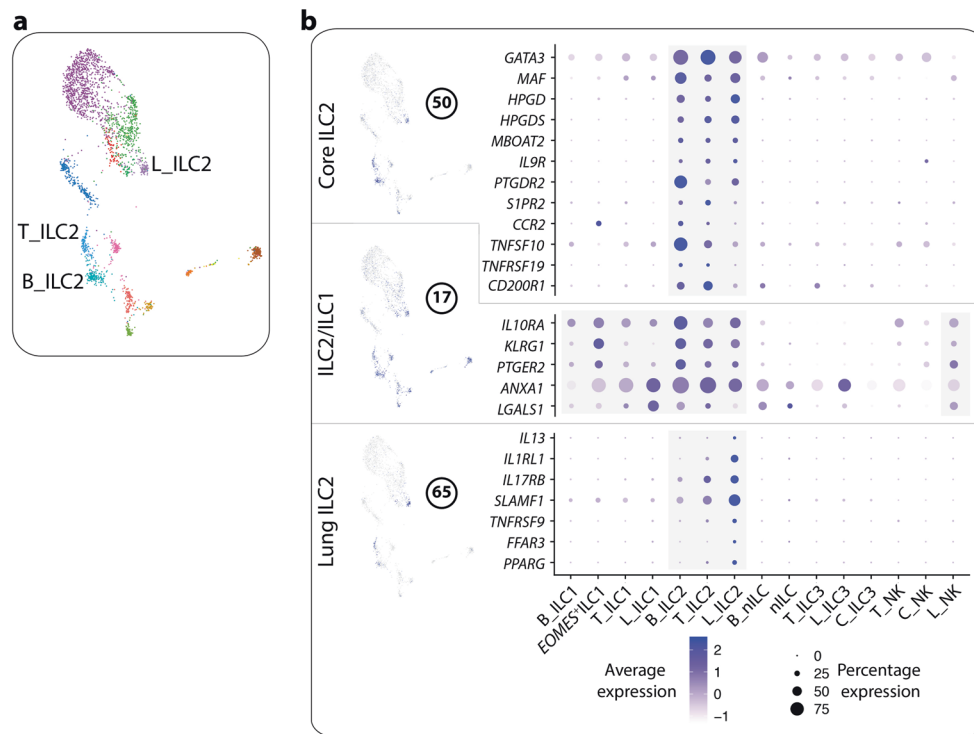 a
L_ILC2
T_ILC2
B_ILC2
b
Core ILC2
50
GATA3
MAF
HPGD
HPGDS
MBOAT2
IL9R
PTGDR2
S1PR2
CCR2
TNFSF10
TNFRSF19
CD200R1
ILC2/ILC1
17
IL10RA
KLRG1
PTGER2
ANXA1
LGALS1
Lung ILC2
65
IL13
IL1RL1
IL17RB
SLAMF1
TNFRSF9
FFAR3
PPARG
B_ILC1
EOMES+ILC1
T_ILC1
L_ILC1
B_ILC2
T_ILC2
L_ILC2
B_nILC
nILC
T_ILC3
L_ILC3
C_ILC3
T_NK
C_NK
L_NK
Average
expression
2
1
0
−1
0
25
50
75
Percentage
expression